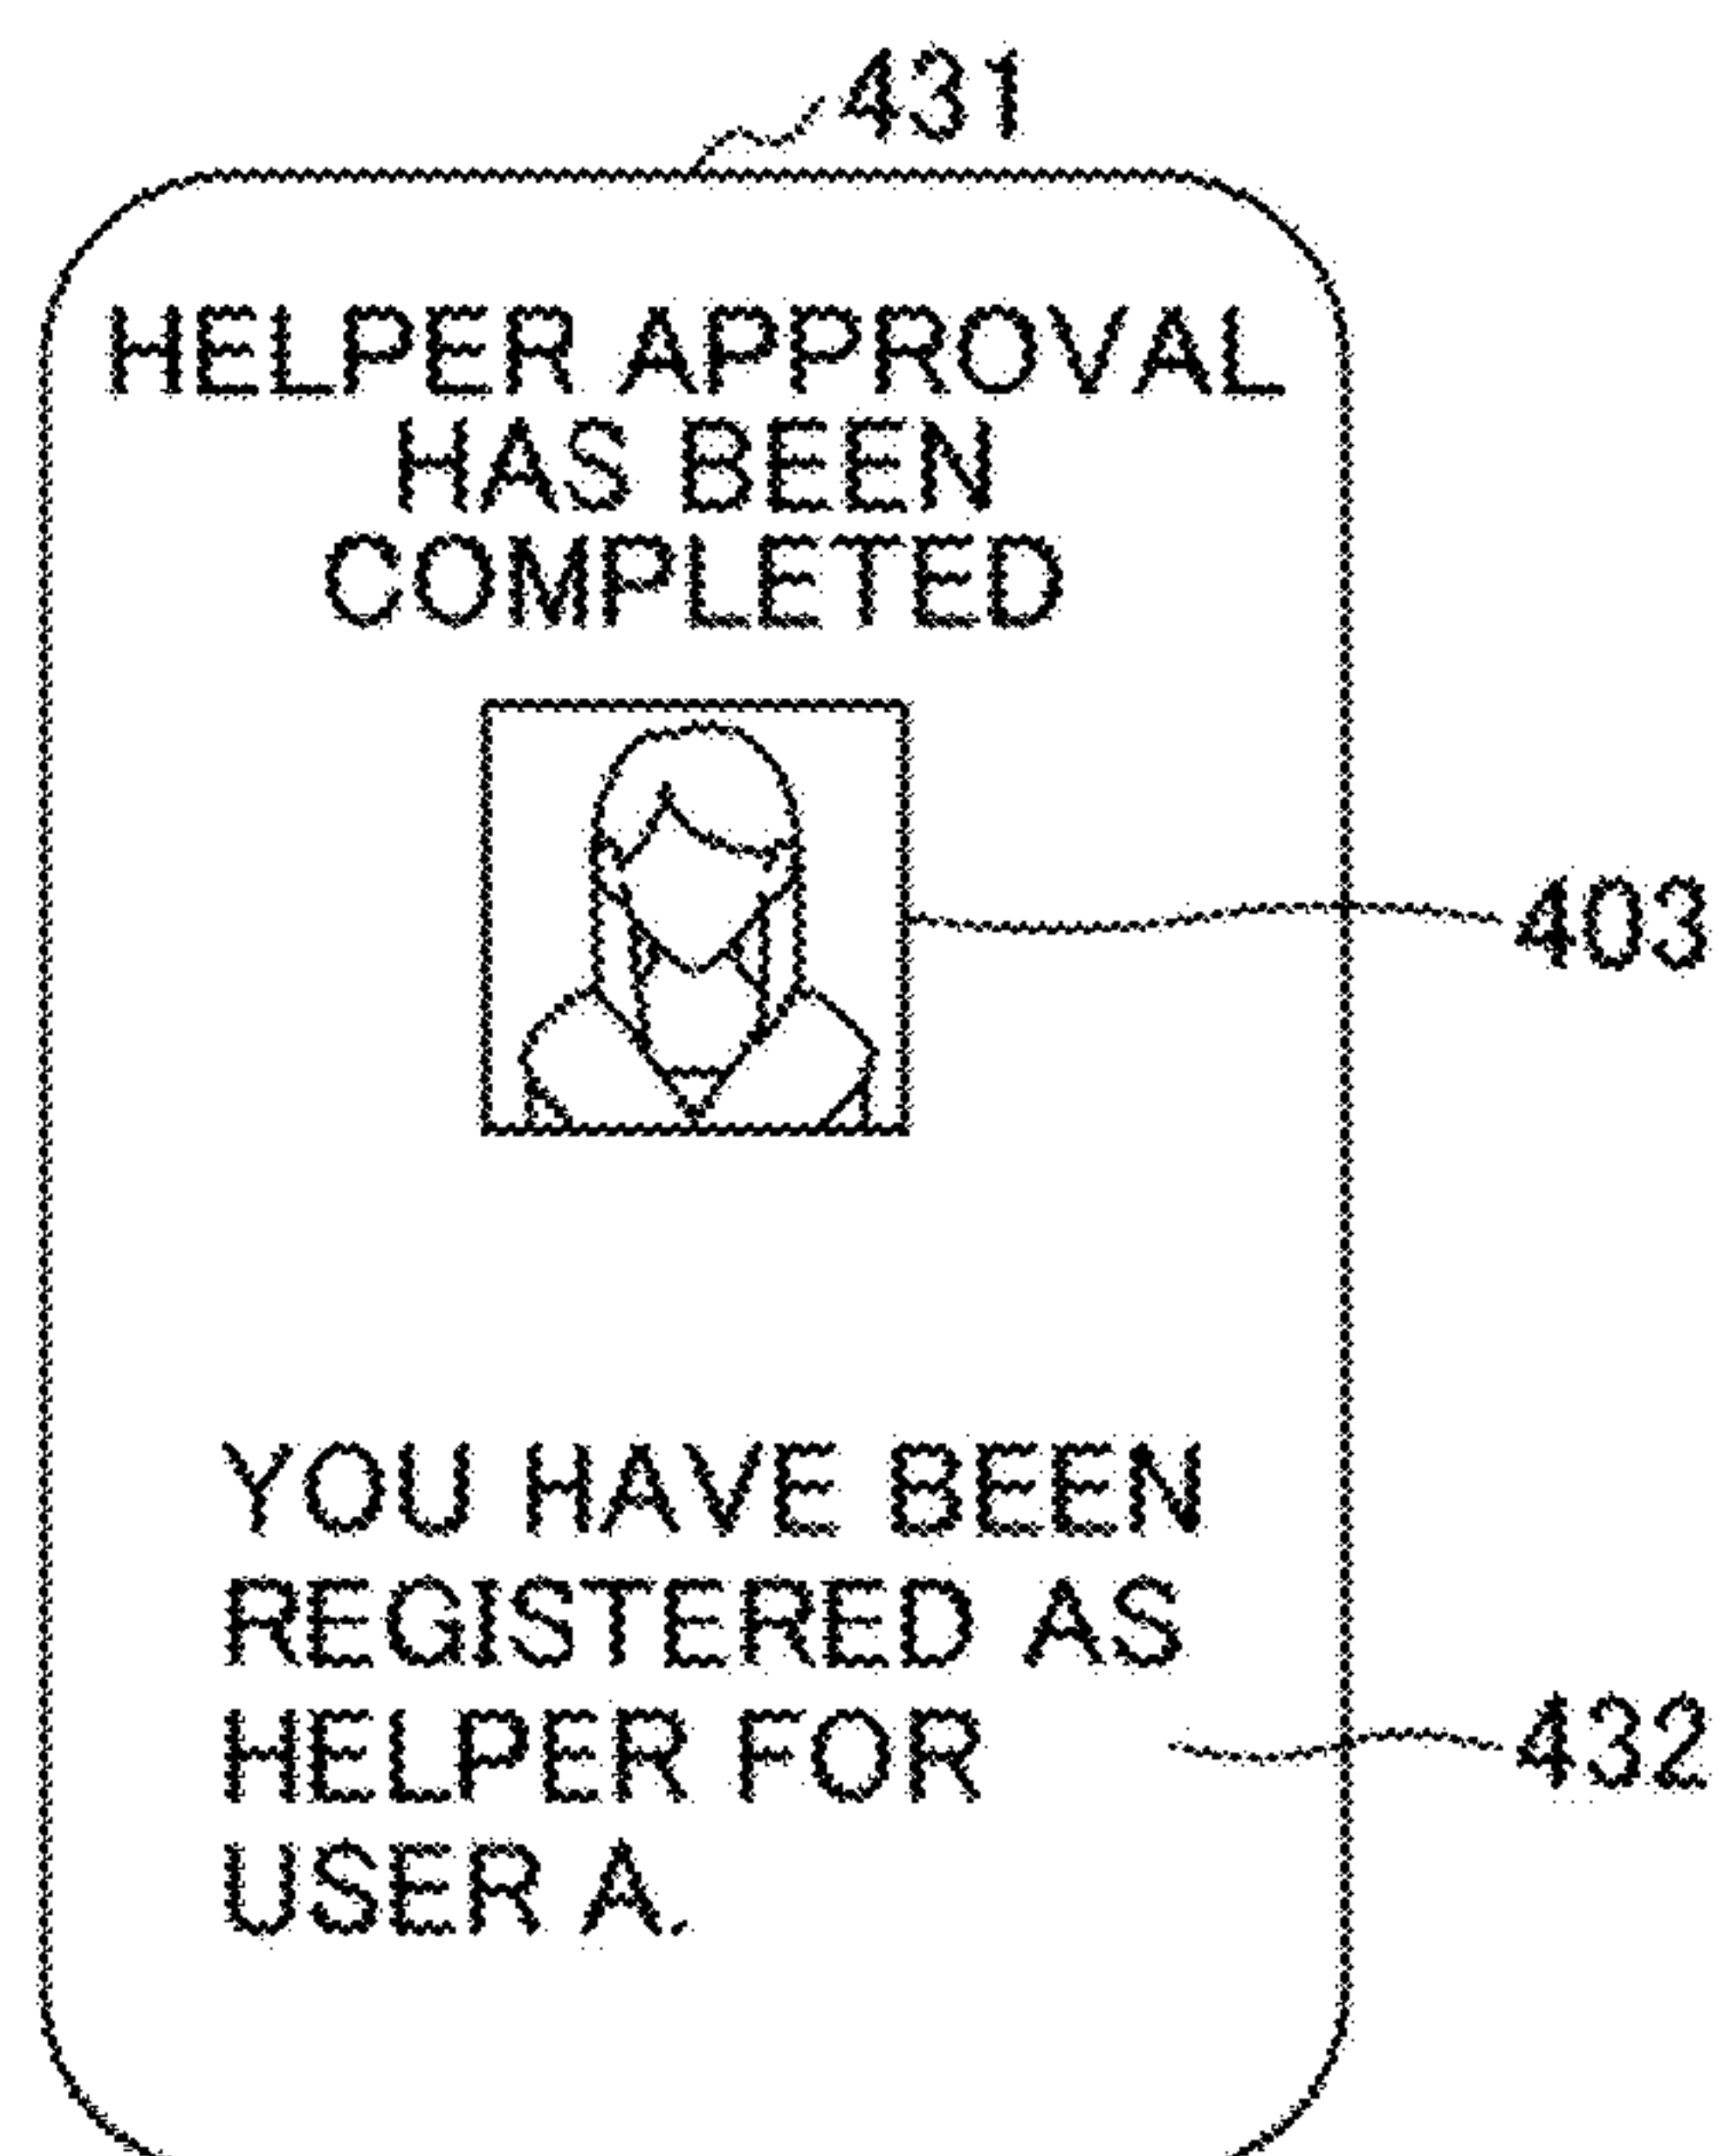 431
HELPER APPROVAL
HAS BEEN
COMPLETED
403
YOU HAVE BEEN
REGISTERED AS
HELPER FOR
432
USER A.